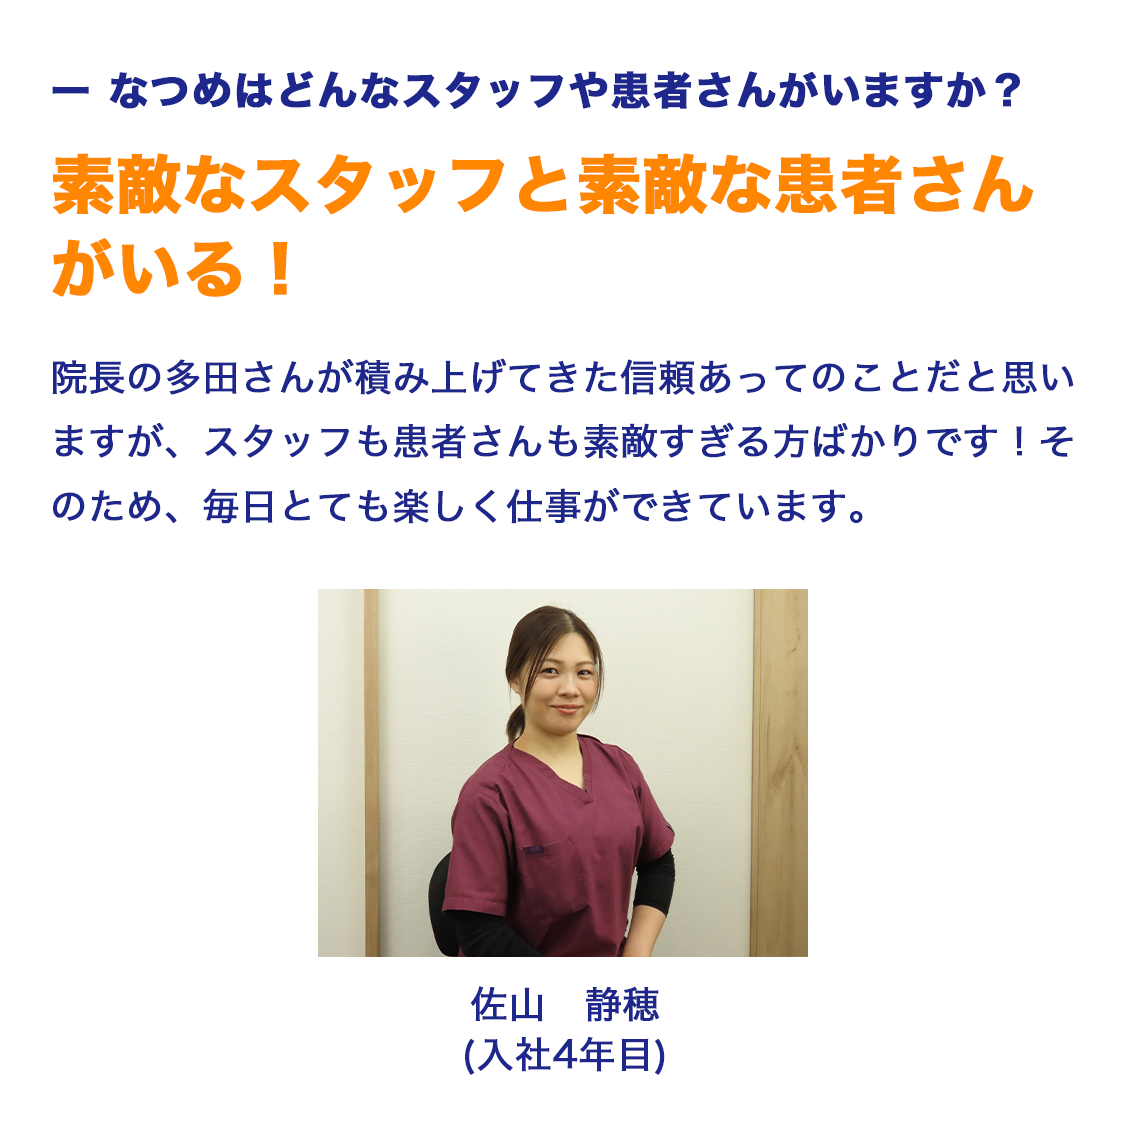 ー なつめはどんなスタッフや患者さんがいますか？
素敵なスタッフと素敵な患者さん
がいる！
院長の多田さんが積み上げてきた信頼あってのことだと思い
ますが、スタッフも患者さんも素敵すぎる方ばかりです！そ
のため、毎日とても楽しく仕事ができています。
佐山　静穂
(入社4年目)